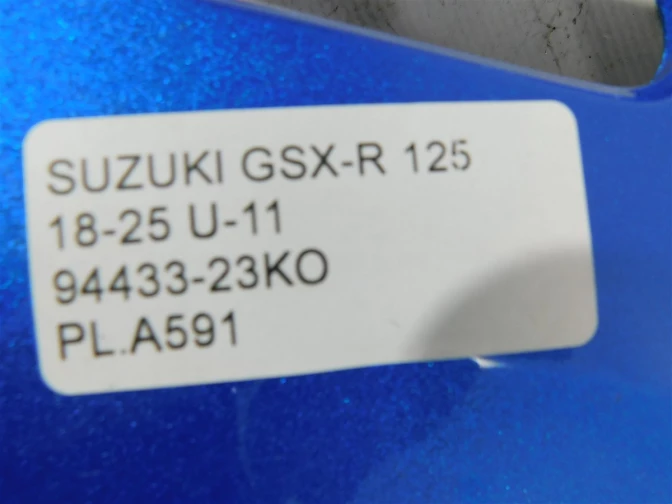 SUZUKI GSX-R 125
18-25 U-11
94433-23KO
PL.A591